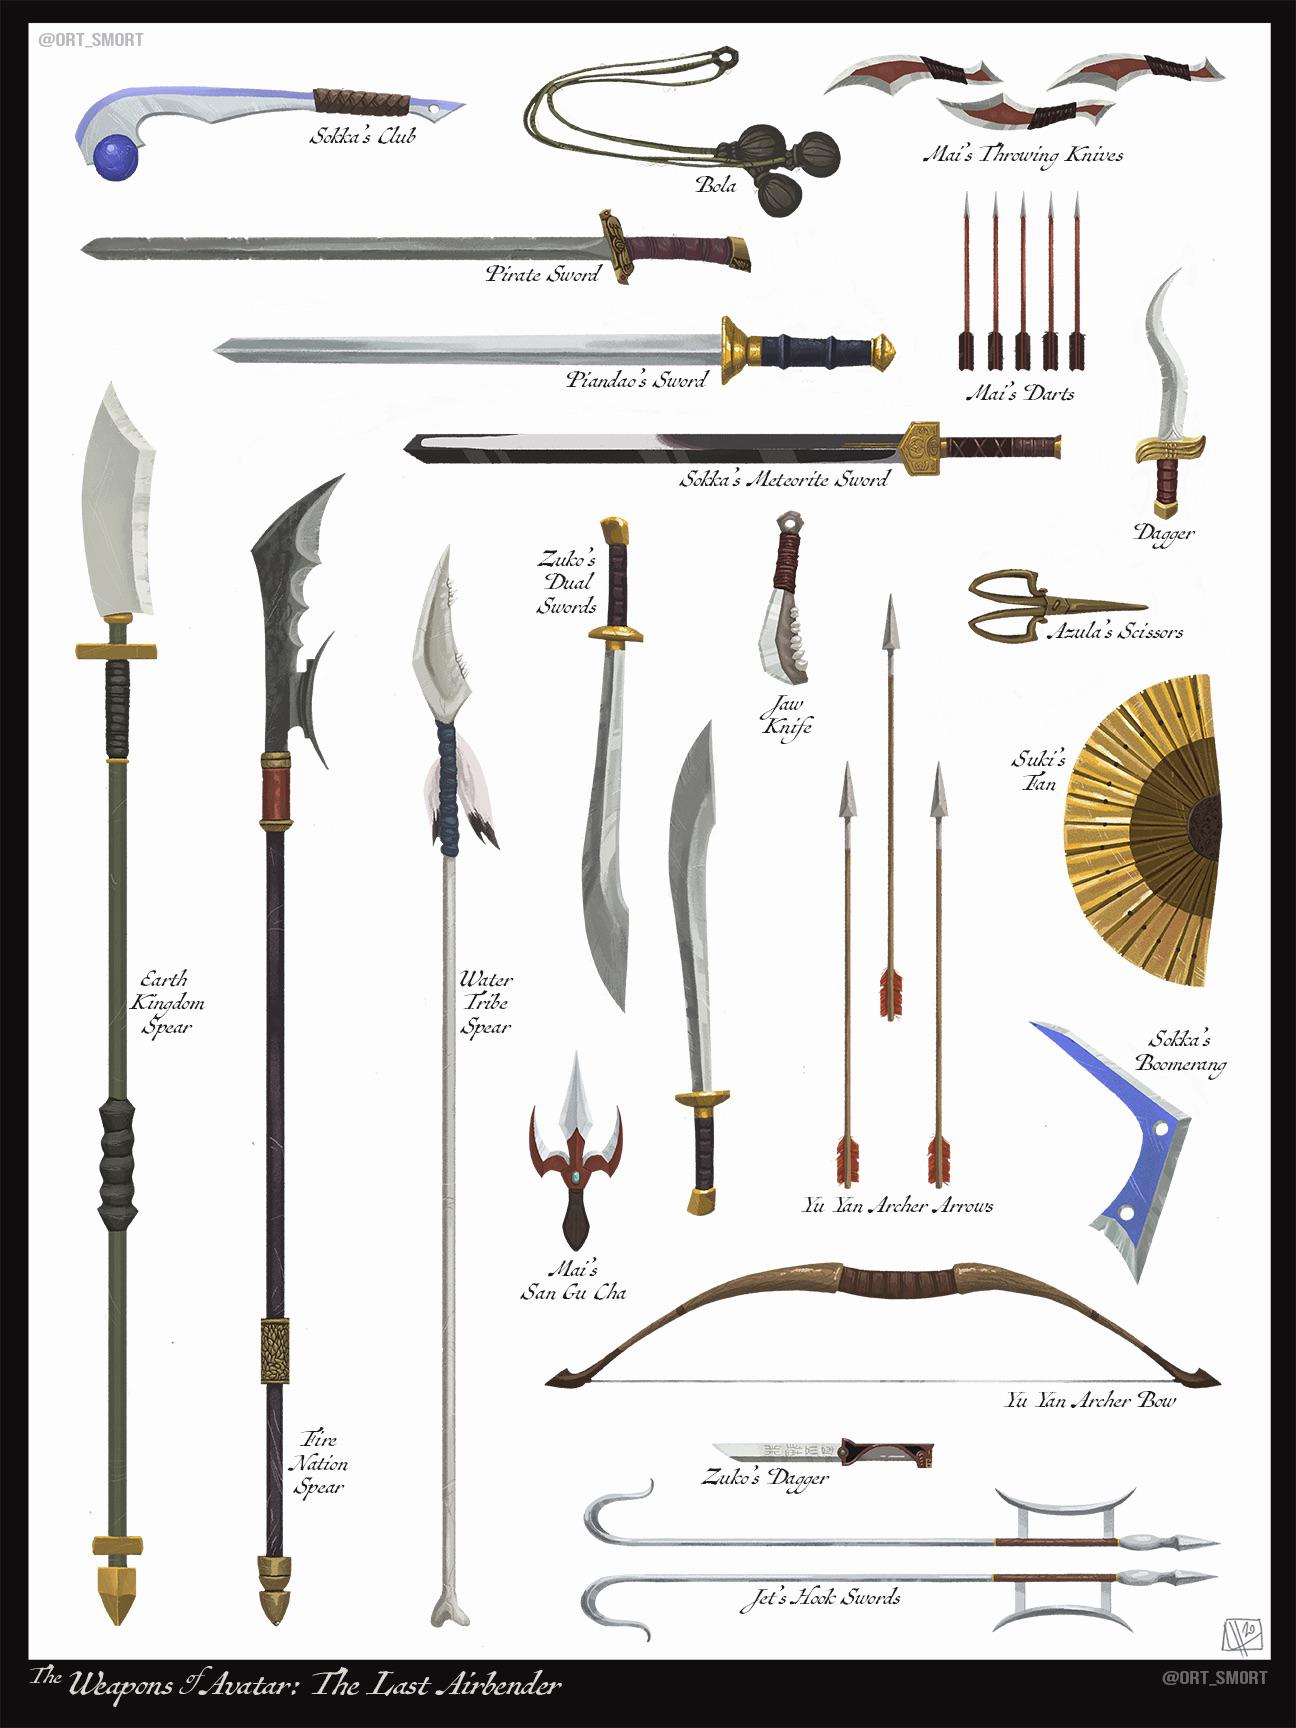 @ORT_SMORT
Sokka's Club
Bola
Mai's Throwing Knives
Pirate Sword
Piandao's Sword
Mai's Darts
Sokka's Meteorite Sword
Dagger
Zuko's
Dual
Swords
Jaw
Knife
Azula's Scissors
Suki's
Fan
Earth
Kingdom
Spear
Water
Tribe
Spear
Sokka's
Boomerang
Yu Yan Archer Arrows
Mai's
San Gu Cha
Yu Yan Archer Bow
Fire
Nation
Spear
Zuko's Dagger
Jet's Hook Swords
The Weapons of Avatar: The Last Airbender
@ORT_SMORT